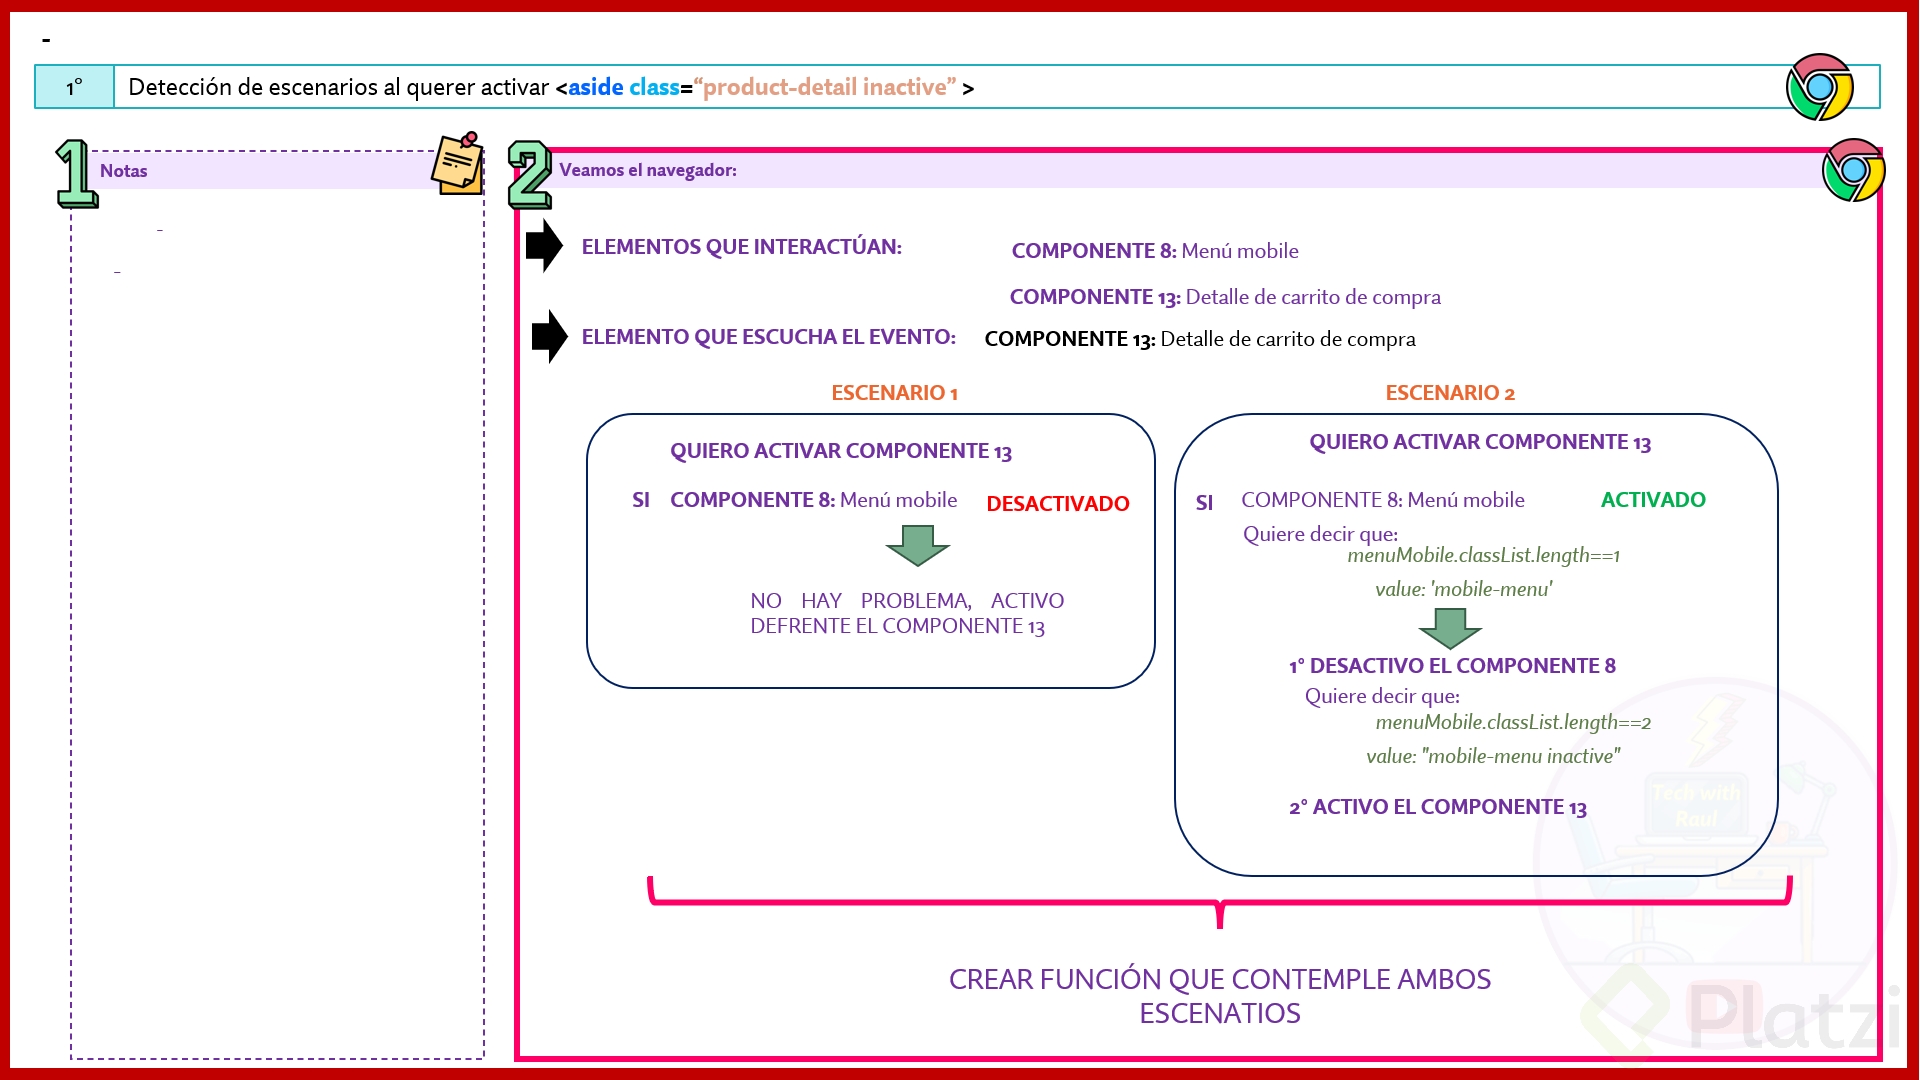 -
1° Detección de escenarios al querer activar <aside class=“product-detail inactive” >
1 Notas
-
-
2 Veamos el navegador:
ELEMENTOS QUE INTERACTÚAN: COMPONENTE 8: Menú mobile
COMPONENTE 13: Detalle de carrito de compra
ELEMENTO QUE ESCUCHA EL EVENTO: COMPONENTE 13: Detalle de carrito de compra
ESCENARIO 1
QUIERO ACTIVAR COMPONENTE 13
SI COMPONENTE 8: Menú mobile DESACTIVADO
NO HAY PROBLEMA, ACTIVO
DEFRENTE EL COMPONENTE 13
ESCENARIO 2
QUIERO ACTIVAR COMPONENTE 13
SI COMPONENTE 8: Menú mobile ACTIVADO
Quiere decir que:
menuMobile.classList.length==1
value: 'mobile-menu'
1° DESACTIVO EL COMPONENTE 8
Quiere decir que:
menuMobile.classList.length==2
value: "mobile-menu inactive"
2° ACTIVO EL COMPONENTE 13
CREAR FUNCIÓN QUE CONTEMPLE AMBOS
ESCENATIOS
Tech with
Raul
Platzi